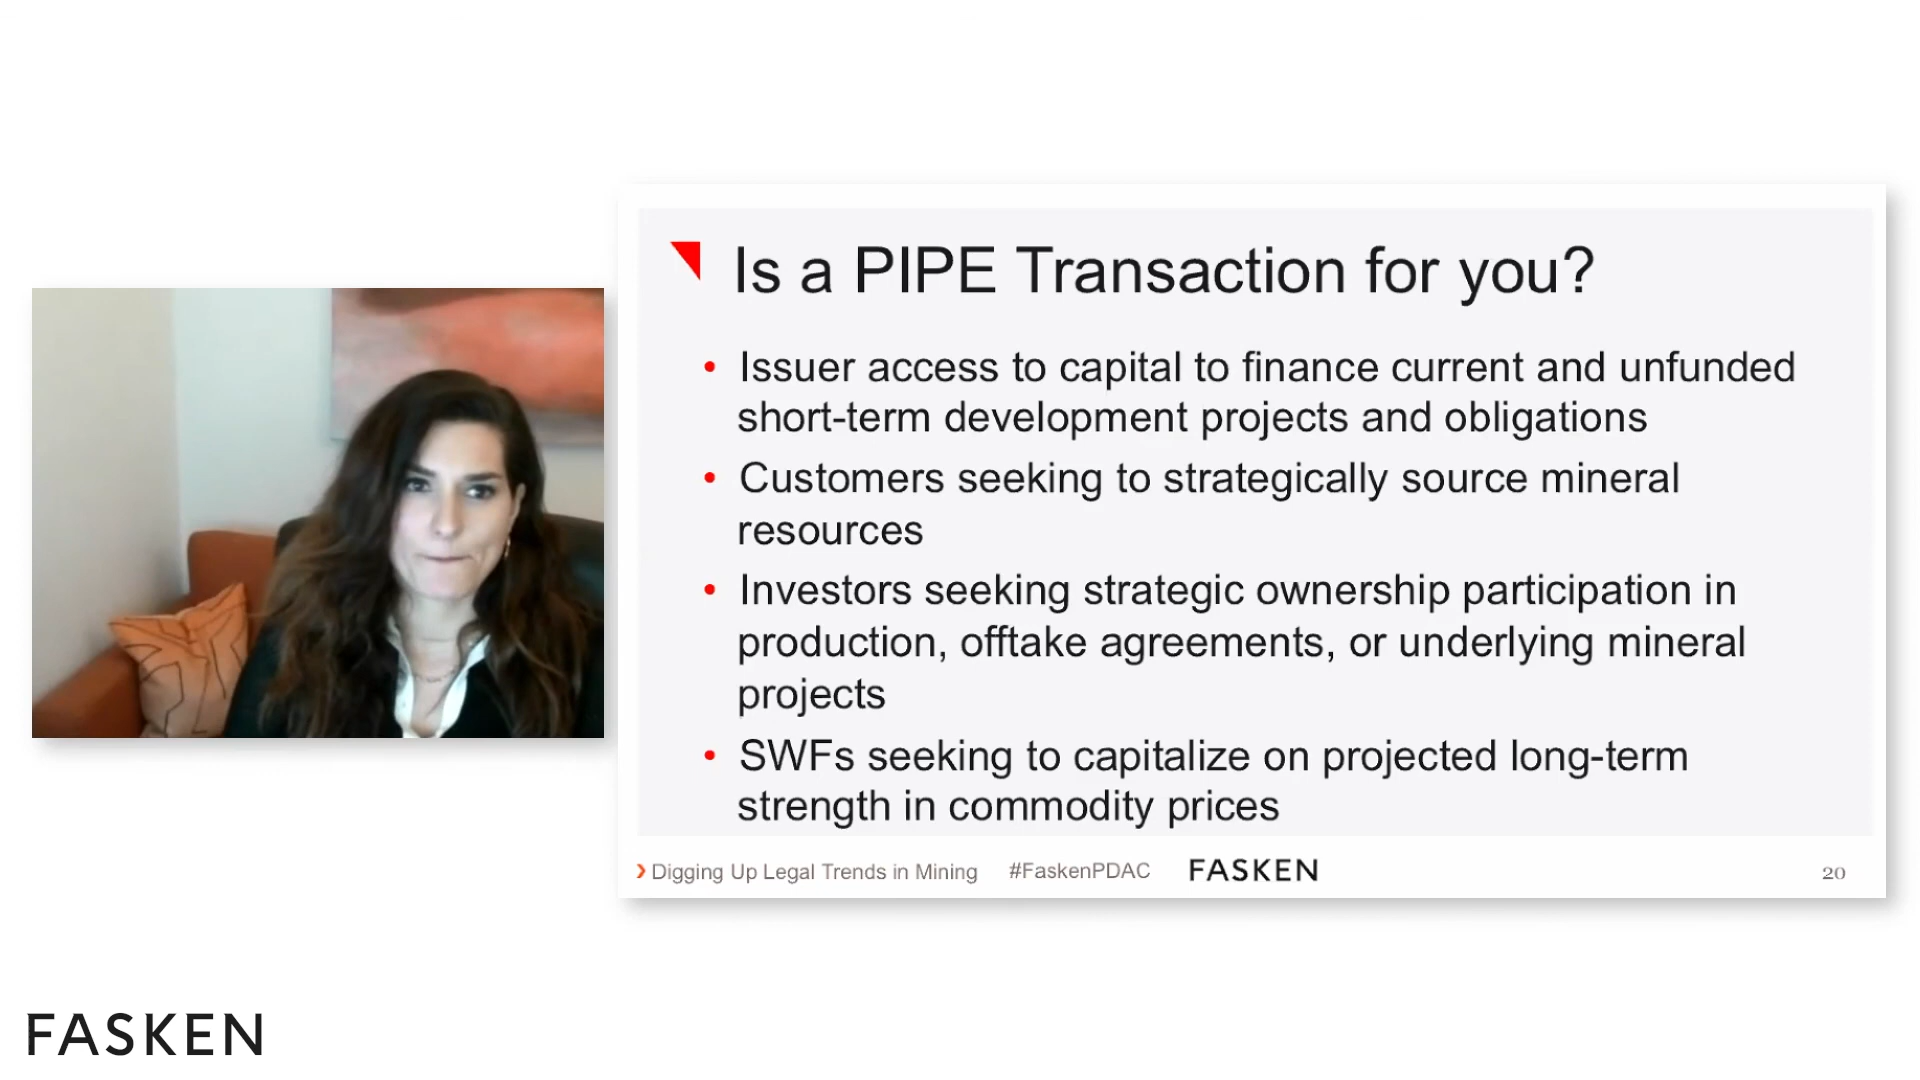 Is a PIPE Transaction for you?
• Issuer access to capital to finance current and unfunded
short-term development projects and obligations
• Customers seeking to strategically source mineral
resources
• Investors seeking strategic ownership participation in
production, offtake agreements, or underlying mineral
projects
• SWFs seeking to capitalize on projected long-term
strength in commodity prices
Digging Up Legal Trends in Mining #FaskenPDAC FASKEN 20
FASKEN